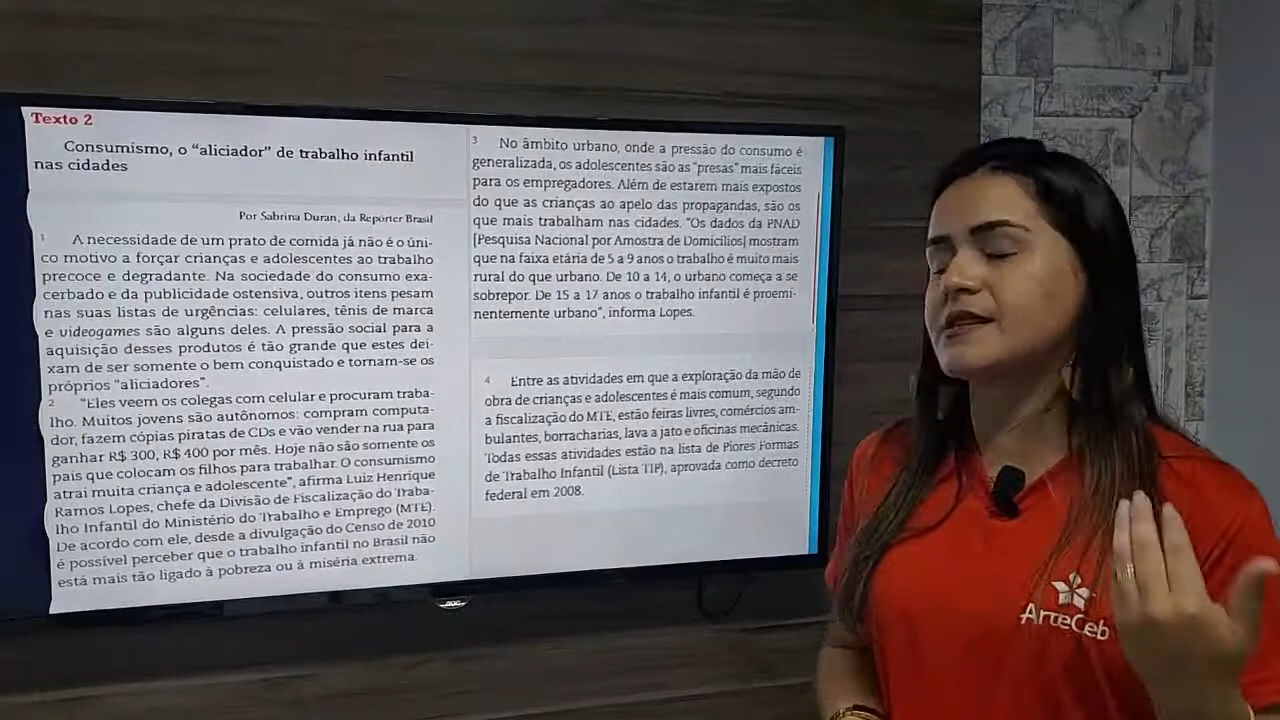 Texto 2
Consumismo, o “aliciador” de trabalho infantil
nas cidades
Por Sabrina Duran, da Repórter Brasil
1 A necessidade de um prato de comida já não é o úni-
co motivo a forçar crianças e adolescentes ao trabalho
precoce e degradante. Na sociedade do consumo exa-
cerbado e da publicidade ostensiva, outros itens pesam
nas suas listas de urgências: celulares, tênis de marca
e videogames são alguns deles. A pressão social para a
aquisição desses produtos é tão grande que estes dei-
xam de ser somente o bem conquistado e tornam-se os
próprios “aliciadores”.
2 “Eles veem os colegas com celular e procuram traba-
lho. Muitos jovens são autônomos: compram computa-
dor, fazem cópias piratas de CDs e vão vender na rua para
ganhar R$ 300, R$ 400 por mês. Hoje não são somente os
pais que colocam os filhos para trabalhar. O consumismo
atrai muita criança e adolescente”, afirma Luiz Henrique
Ramos Lopes, chefe da Divisão de Fiscalização do Traba-
lho Infantil do Ministério do Trabalho e Emprego (MTE).
De acordo com ele, desde a divulgação do Censo de 2010
é possível perceber que o trabalho infantil no Brasil não
está mais tão ligado à pobreza ou à miséria extrema.
3 No âmbito urbano, onde a pressão do consumo é
generalizada, os adolescentes são as “presas” mais fáceis
para os empregadores. Além de estarem mais expostos
do que as crianças ao apelo das propagandas, são os
que mais trabalham nas cidades. “Os dados da PNAD
[Pesquisa Nacional por Amostra de Domicílios] mostram
que na faixa etária de 5 a 9 anos o trabalho é muito mais
rural do que urbano. De 10 a 14, o urbano começa a se
sobrepor. De 15 a 17 anos o trabalho infantil é proemi-
nentemente urbano”, informa Lopes.
4 Entre as atividades em que a exploração da mão de
obra de crianças e adolescentes é mais comum, segundo
a fiscalização do MTE, estão feiras livres, comércios am-
bulantes, borracharias, lava a jato e oficinas mecânicas.
Todas essas atividades estão na lista de Piores Formas
de Trabalho Infantil (Lista TIP), aprovada como decreto
federal em 2008.
AOC
ArteCeb